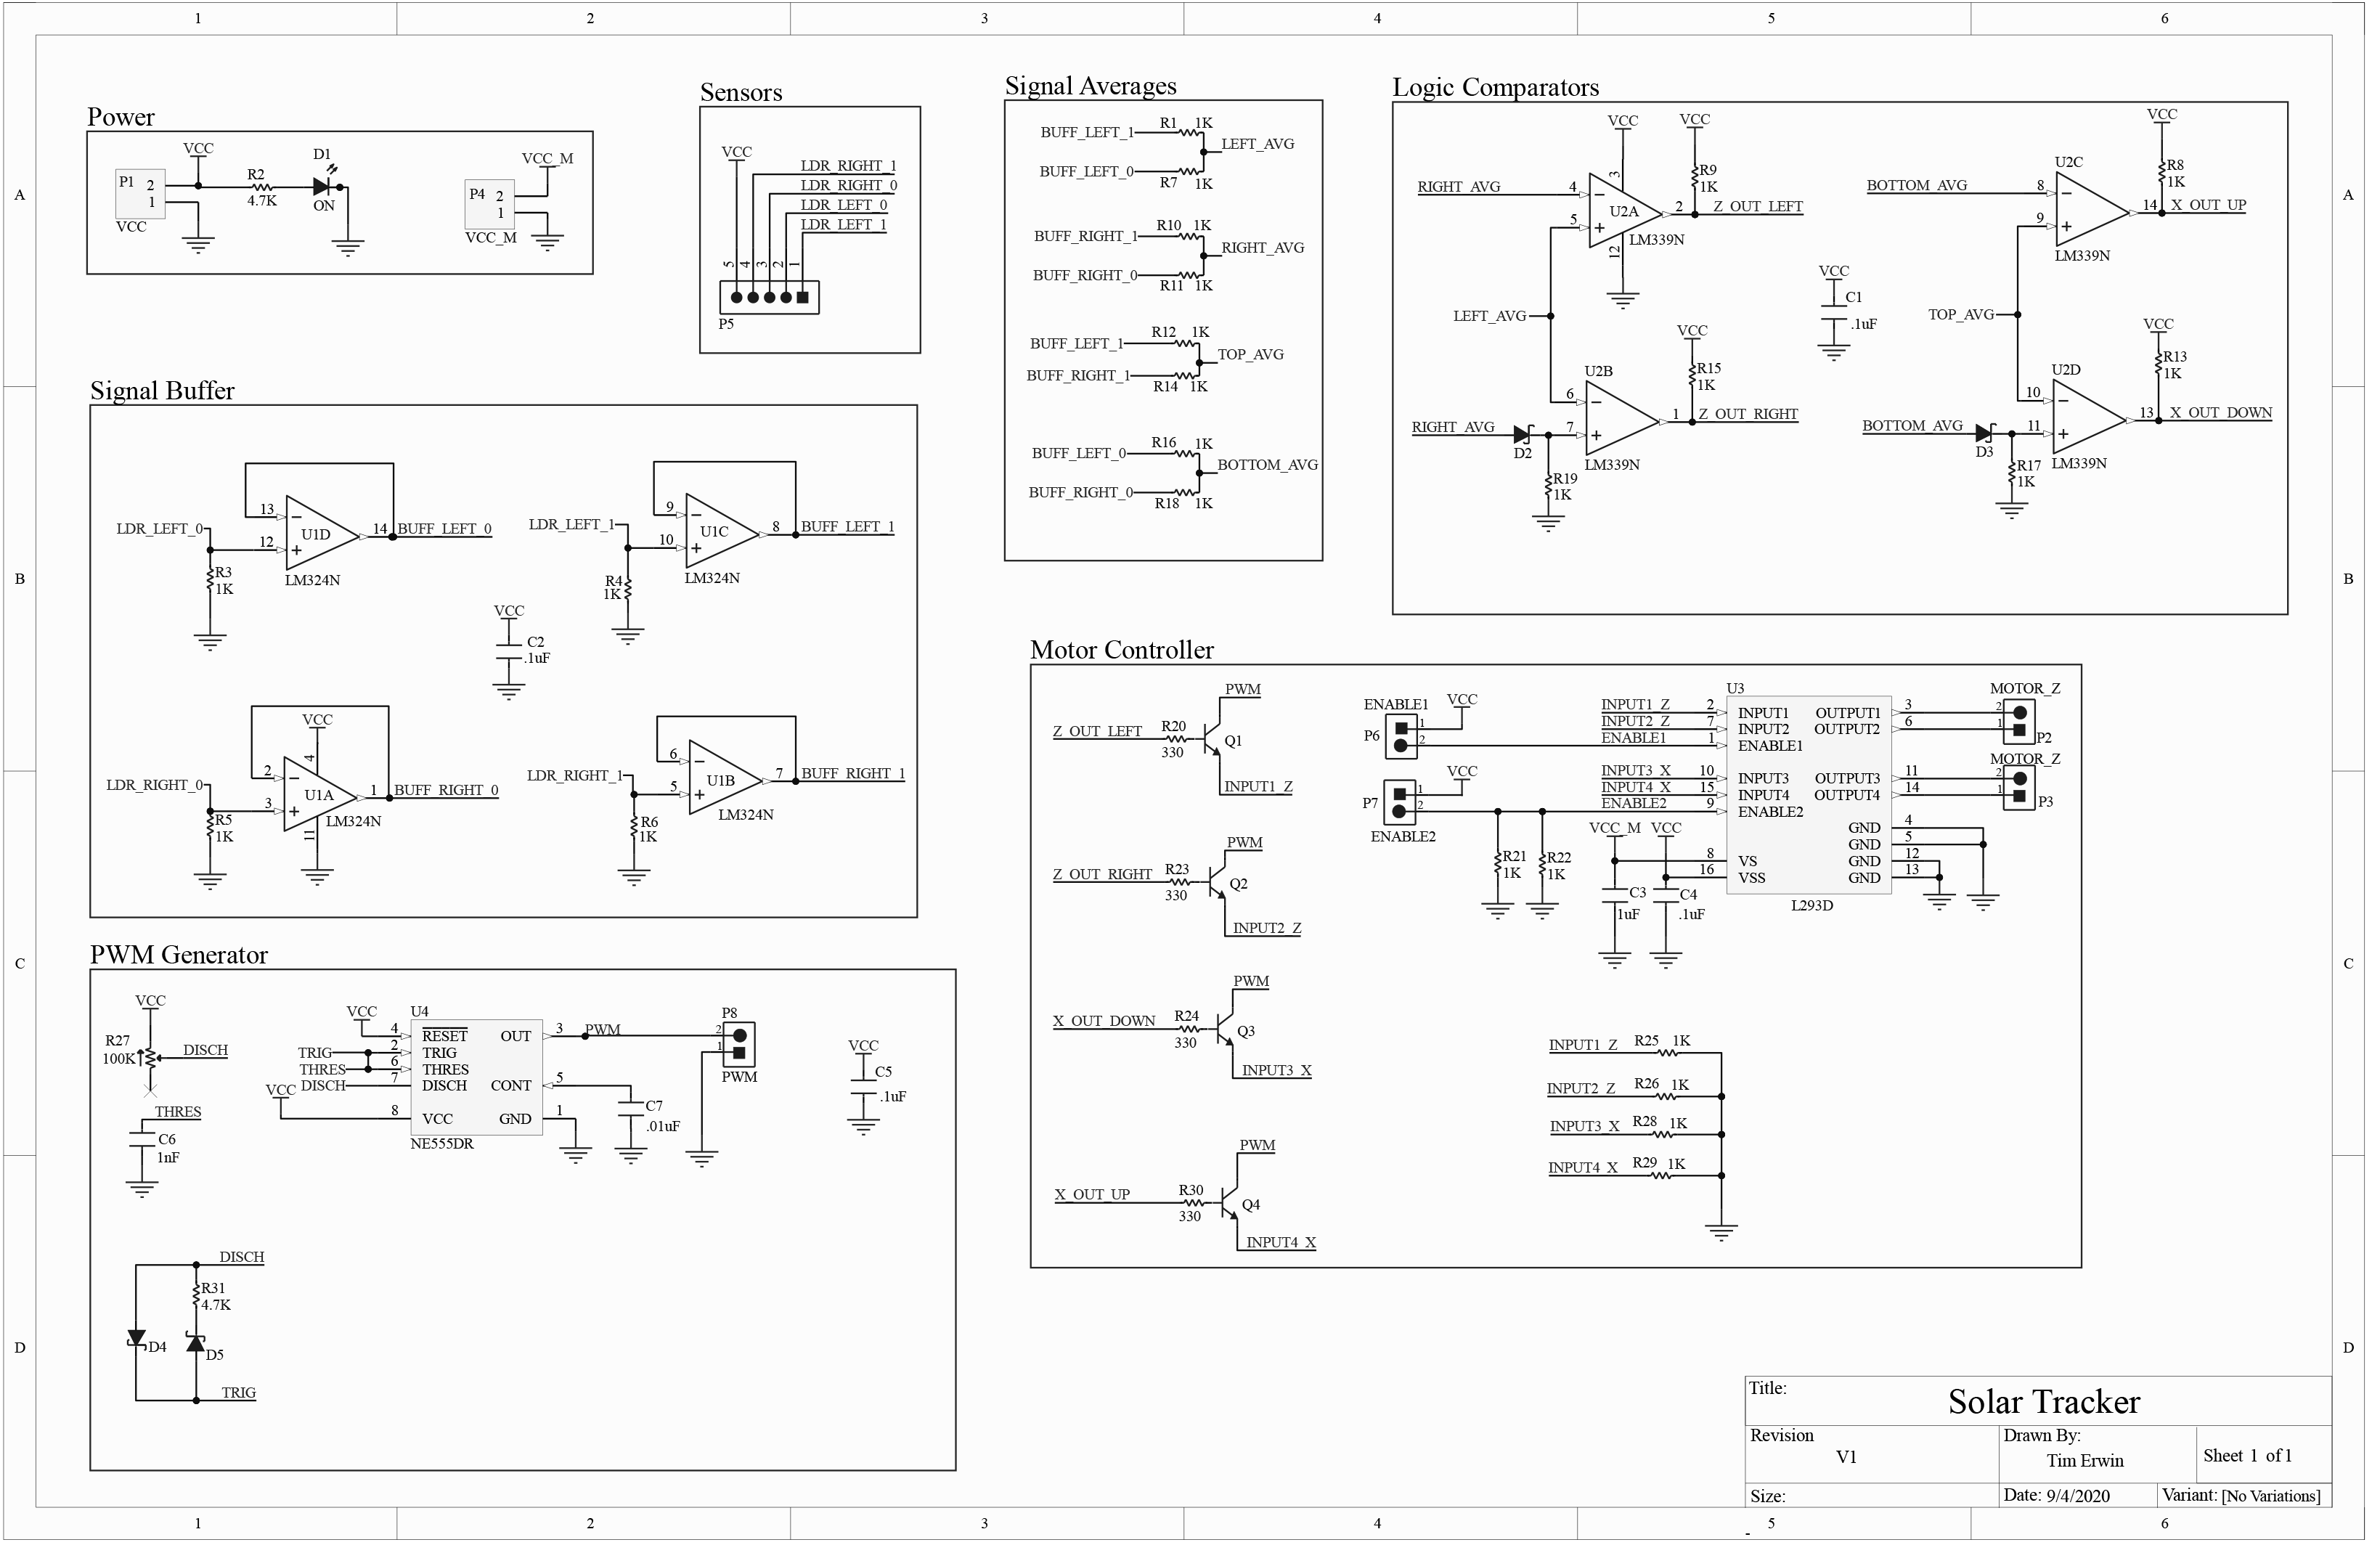 1 2 3 4 5 6
A A
B B
C C
D D
Power
P1 2
1
VCC
VCC
R2
4.7K
D1
ON
P4 2
1
VCC_M
VCC_M
Sensors
VCC
LDR_RIGHT_1
LDR_RIGHT_0
LDR_LEFT_0
LDR_LEFT_1
5 4 3 2 1
P5
Signal Averages
BUFF_LEFT_1 R1 1K
LEFT_AVG
BUFF_LEFT_0 R7 1K
BUFF_RIGHT_1 R10 1K
RIGHT_AVG
BUFF_RIGHT_0 R11 1K
BUFF_LEFT_1 R12 1K
TOP_AVG
BUFF_RIGHT_1 R14 1K
BUFF_LEFT_0 R16 1K
BOTTOM_AVG
BUFF_RIGHT_0 R18 1K
Logic Comparators
VCC
VCC
R9
1K
RIGHT_AVG 4
5
3
12
U2A
LM339N
2 Z_OUT_LEFT
LEFT_AVG
VCC
R15
1K
U2B
6
RIGHT_AVG
D2
7
R19
1K
LM339N
1 Z_OUT_RIGHT
VCC
C1
.1uF
VCC
R8
1K
U2C
BOTTOM_AVG 8
9
LM339N
14 X_OUT_UP
TOP_AVG
VCC
R13
1K
U2D
10
BOTTOM_AVG
D3
11
R17
1K
LM339N
13 X_OUT_DOWN
Signal Buffer
LDR_LEFT_0
13
12
U1D
LM324N
14 BUFF_LEFT_0
R3
1K
LDR_LEFT_1
9
10
U1C
LM324N
8 BUFF_LEFT_1
R4
1K
VCC
C2
.1uF
LDR_RIGHT_0
2
3
VCC
4
U1A
11
LM324N
1 BUFF_RIGHT_0
R5
1K
LDR_RIGHT_1
6
5
U1B
LM324N
7 BUFF_RIGHT_1
R6
1K
Motor Controller
PWM
Z_OUT_LEFT R20
330
Q1
INPUT1_Z
PWM
Z_OUT_RIGHT R23
330
Q2
INPUT2_Z
PWM
X_OUT_DOWN R24
330
Q3
INPUT3_X
PWM
X_OUT_UP R30
330
Q4
INPUT4_X
ENABLE1
P6
1
2
VCC
VCC
P7
1
2
ENABLE2
R21
1K
R22
1K
U3
INPUT1_Z 2 INPUT1 OUTPUT1 3
INPUT2_Z 7 INPUT2 OUTPUT2 6
ENABLE1 1 ENABLE1
INPUT3_X 10 INPUT3 OUTPUT3 11
INPUT4_X 15 INPUT4 OUTPUT4 14
ENABLE2 9 ENABLE2
GND 4
GND 5
8 VS GND 12
16 VSS GND 13
L293D
VCC_M VCC
C3
1uF
C4
.1uF
MOTOR_Z
2
1
P2
MOTOR_Z
2
1
P3
INPUT1_Z R25 1K
INPUT2_Z R26 1K
INPUT3_X R28 1K
INPUT4_X R29 1K
PWM Generator
VCC
R27
100K
DISCH
THRES
C6
1nF
VCC
U4
4 RESET OUT 3 PWM
TRIG 2 TRIG
THRES 6 THRES
DISCH 7 DISCH CONT 5
VCC
8 VCC GND 1
NE555DR
C7
.01uF
P8
2
1
PWM
VCC
C5
.1uF
DISCH
R31
4.7K
D4
D5
TRIG
Title:
Solar Tracker
Revision
V1
Drawn By:
Tim Erwin
Sheet 1 of 1
Size:
Date: 9/4/2020
Variant: [No Variations]
1 2 3 4 5 6